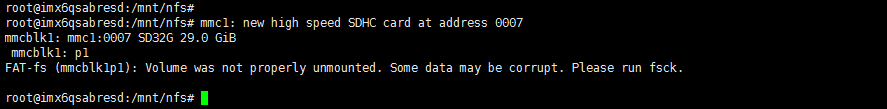 root@imx6qsabresd:/mnt/nfs#
root@imx6qsabresd:/mnt/nfs# mmc1: new high speed SDHC card at address 0007
mmcblk1: mmc1:0007 SD32G 29.0 GiB
 mmcblk1: p1
FAT-fs (mmcblk1p1): Volume was not properly unmounted. Some data may be corrupt. Please run fsck.

root@imx6qsabresd:/mnt/nfs#